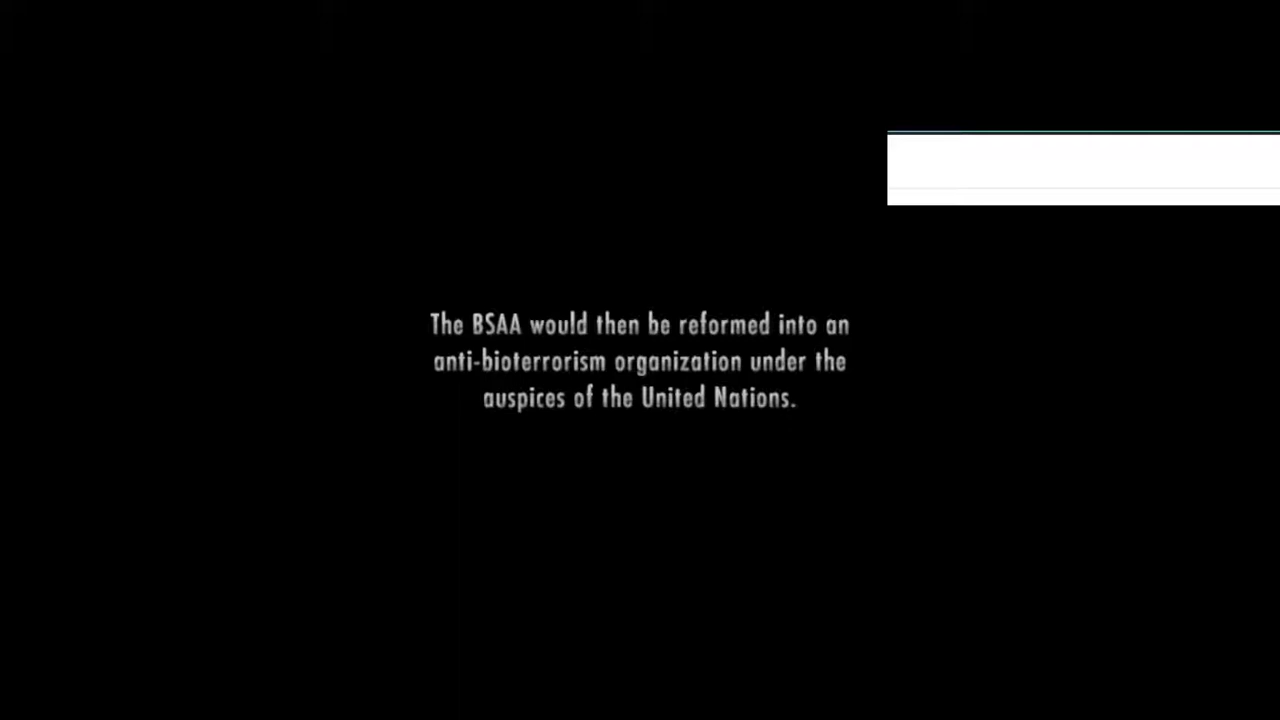 The BSAA would then be reformed into an
anti-bioterrorism organization under the
auspices of the United Nations.